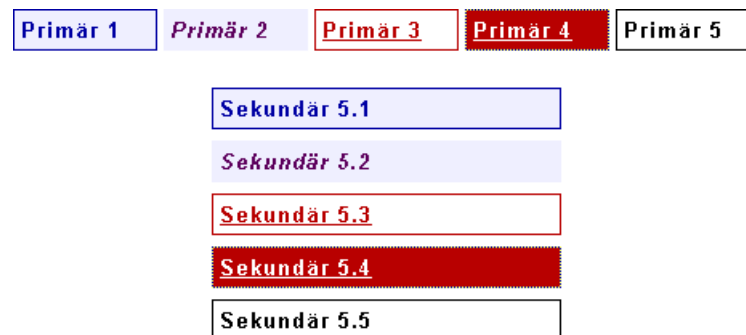 Primär 1 Primär 2 Primär 3 Primär 4 Primär 5
Sekundär 5.1
Sekundär 5.2
Sekundär 5.3
Sekundär 5.4
Sekundär 5.5